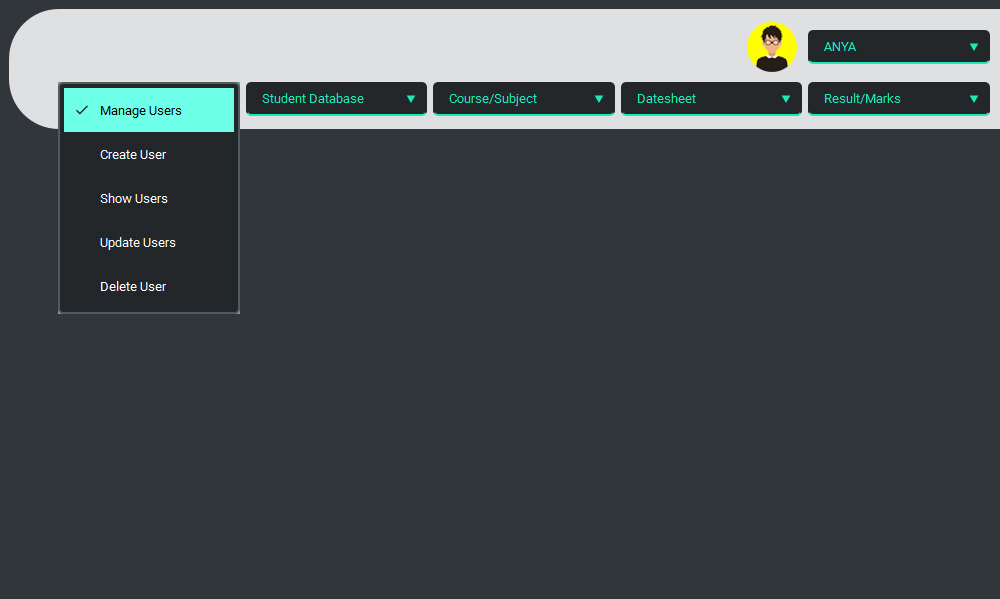 ANYA
Manage Users
Student Database
Course/Subject
Datesheet
Result/Marks
Create User
Show Users
Update Users
Delete User